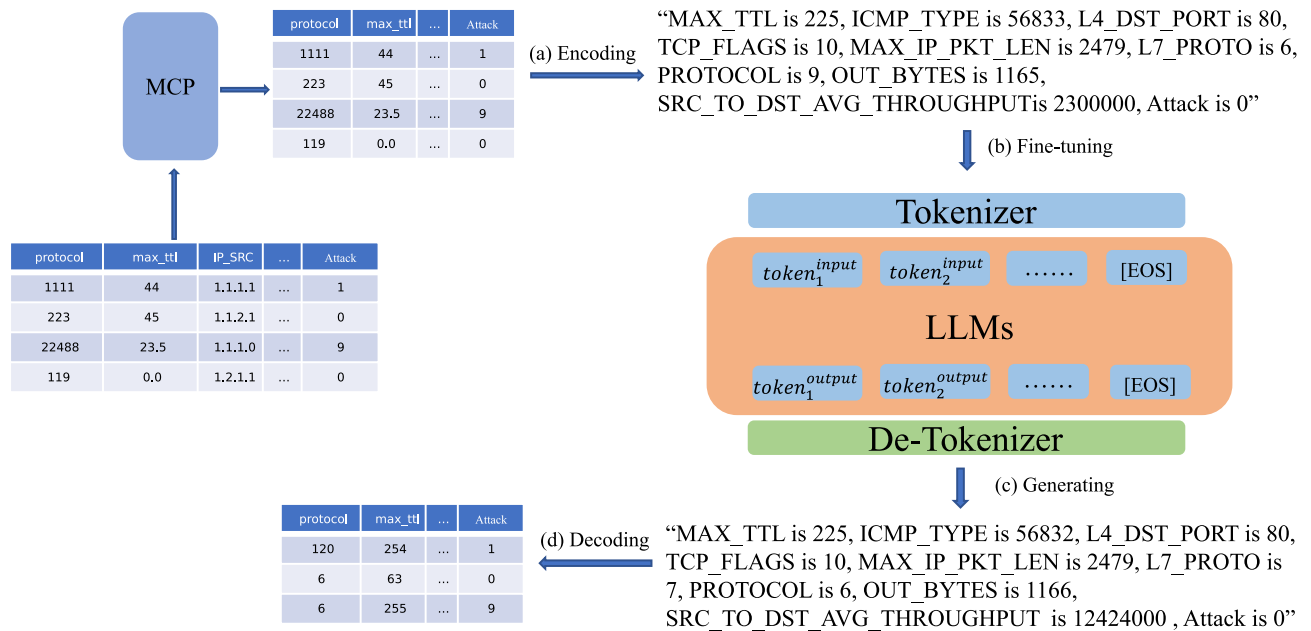 MCP
protocol max_ttl ... Attack
1111 44 ... 1
223 45 ... 0
22488 23.5 ... 9
119 0.0 ... 0
(a) Encoding
“MAX_TTL is 225, ICMP_TYPE is 56833, L4_DST_PORT is 80,
TCP_FLAGS is 10, MAX_IP_PKT_LEN is 2479, L7_PROTO is 6,
PROTOCOL is 9, OUT_BYTES is 1165,
SRC_TO_DST_AVG_THROUGHPUTis 2300000, Attack is 0”
(b) Fine-tuning
protocol max_ttl IP_SRC ... Attack
1111 44 1.1.1.1 ... 1
223 45 1.1.2.1 ... 0
22488 23.5 1.1.1.0 ... 9
119 0.0 1.2.1.1 ... 0
Tokenizer
token₁^input token₂^input ...... [EOS]
LLMs
token₁^output token₂^output ...... [EOS]
De-Tokenizer
(c) Generating
“MAX_TTL is 225, ICMP_TYPE is 56832, L4_DST_PORT is 80,
TCP_FLAGS is 10, MAX_IP_PKT_LEN is 2479, L7_PROTO is
7, PROTOCOL is 6, OUT_BYTES is 1166,
SRC_TO_DST_AVG_THROUGHPUT is 12424000 , Attack is 0”
(d) Decoding
protocol max_ttl ... Attack
120 254 ... 1
6 63 ... 0
6 255 ... 9